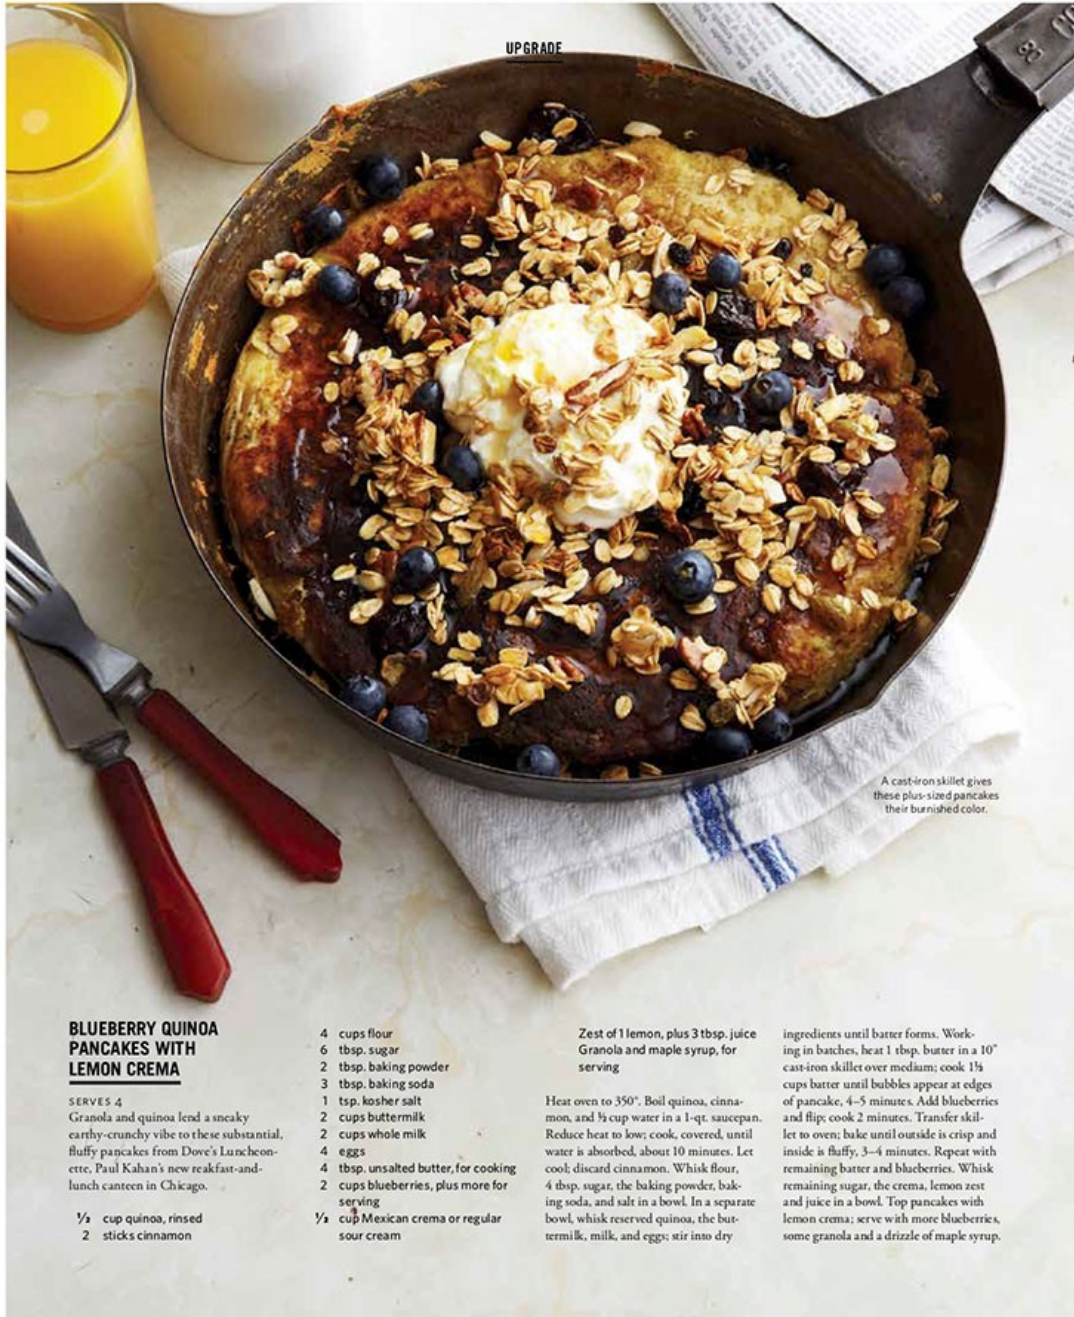 UPGRADE
A cast-iron skillet gives
these plus-sized pancakes
their burnished color.
BLUEBERRY QUINOA
PANCAKES WITH
LEMON CREMA
SERVES 4
Granola and quinoa lend a sneaky
earthy-crunchy vibe to these substantial,
fluffy pancakes from Dove's Luncheon-
ette, Paul Kahan's new reakfast-and-
lunch canteen in Chicago.
½ cup quinoa, rinsed
2 sticks cinnamon
4 cups flour
6 tbsp. sugar
2 tbsp. baking powder
3 tbsp. baking soda
1 tsp. kosher salt
2 cups buttermilk
2 cups whole milk
4 eggs
4 tbsp. unsalted butter, for cooking
2 cups blueberries, plus more for
serving
½ cup Mexican crema or regular
sour cream
Zest of 1 lemon, plus 3 tbsp. juice
Granola and maple syrup, for
serving
Heat oven to 350°. Boil quinoa, cinna-
mon, and cup water in a 1-qt. saucepan.
Reduce heat to low; cook, covered, until
water is absorbed, about 10 minutes. Let
cool; discard cinnamon. Whisk flour,
4 tbsp. sugar, the baking powder, bak-
ing soda, and salt in a bowl. In a separate
bowl, whisk reserved quinoa, the but-
termilk, milk, and eggs; stir into dry
ingredients until batter forms. Work-
ing in batches, heat 1 tbsp. butter in a 10"
cast-iron skillet over medium; cook
cups batter until bubbles appear at edges
of pancake, 4–5 minutes. Add blueberries
and flip; cook 2 minutes. Transfer skil-
let to oven; bake until outside is crisp and
inside is fluffy, 3–4 minutes. Repeat with
remaining batter and blueberries. Whisk
remaining sugar, the crema, lemon zest
and juice in a bowl. Top pancakes with
lemon crema; serve with more blueberries,
some granola and a drizzle of maple syrup.